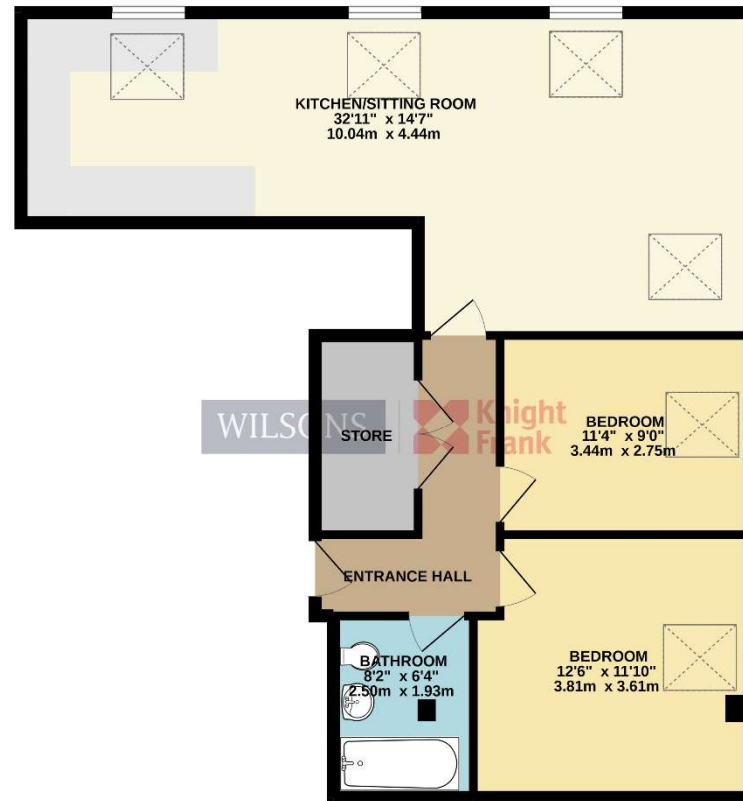 KITCHEN/SITTING ROOM
32'11" x 14'7"
10.04m x 4.44m
WILSONS
Knight
Frank
STORE
BEDROOM
11'4" x 9'0"
3.44m x 2.75m
ENTRANCE HALL
BATHROOM
8'2" x 6'4"
2.50m x 1.93m
BEDROOM
12'6" x 11'10"
3.81m x 3.61m